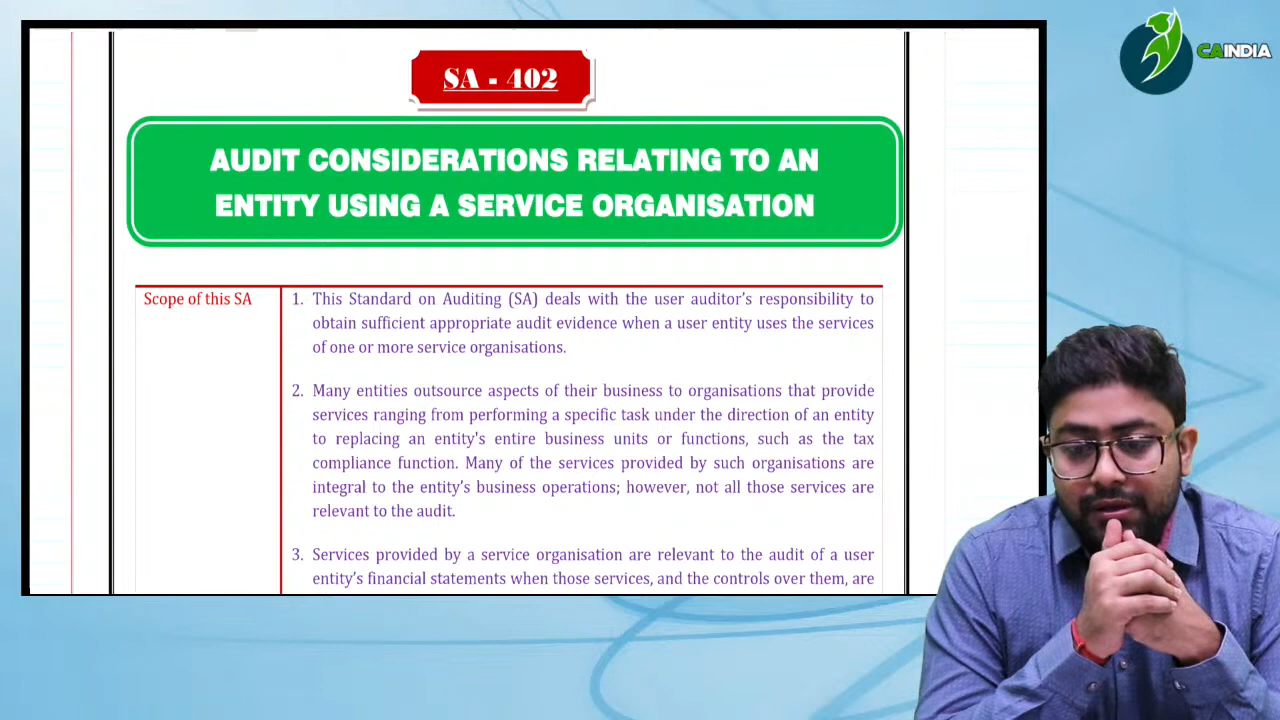 CAINDIA
SA - 402
AUDIT CONSIDERATIONS RELATING TO AN
ENTITY USING A SERVICE ORGANISATION
Scope of this SA
1. This Standard on Auditing (SA) deals with the user auditor's responsibility to
obtain sufficient appropriate audit evidence when a user entity uses the services
of one or more service organisations.
2. Many entities outsource aspects of their business to organisations that provide
services ranging from performing a specific task under the direction of an entity
to replacing an entity's entire business units or functions, such as the tax
compliance function. Many of the services provided by such organisations are
integral to the entity's business operations; however, not all those services are
relevant to the audit.
3. Services provided by a service organisation are relevant to the audit of a user
entity's financial statements when those services, and the controls over them, are